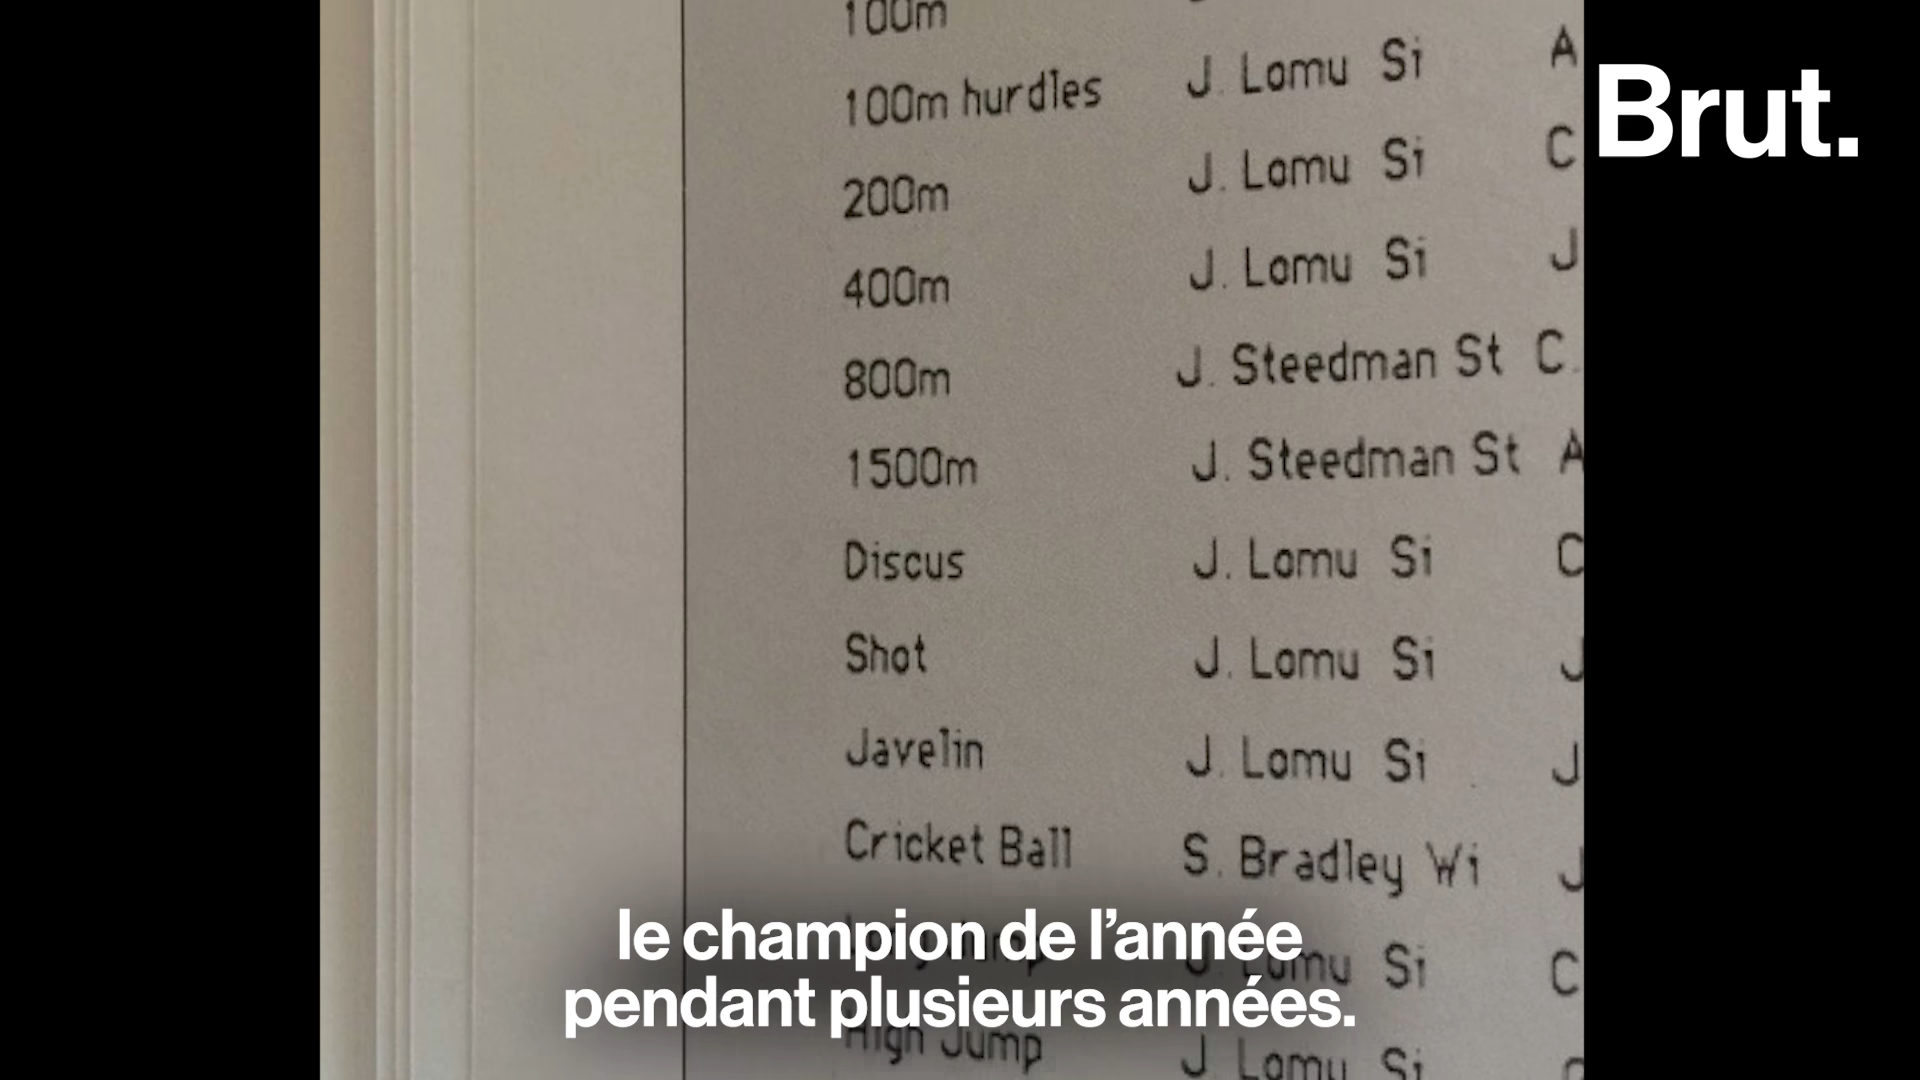 Brut.
100m
100m hurdles J. Lomu Si A
200m J. Lomu Si C.
400m J. Lomu Si J
800m J. Steedman St C.
1500m J. Steedman St A
Discus J. Lomu Si C
Shot J. Lomu Si J
Javelin J. Lomu Si J
Cricket Ball S. Bradley Wi J
J. Lomu Si C
High Jump J. Lomu Si
le champion de l'année
pendant plusieurs années.